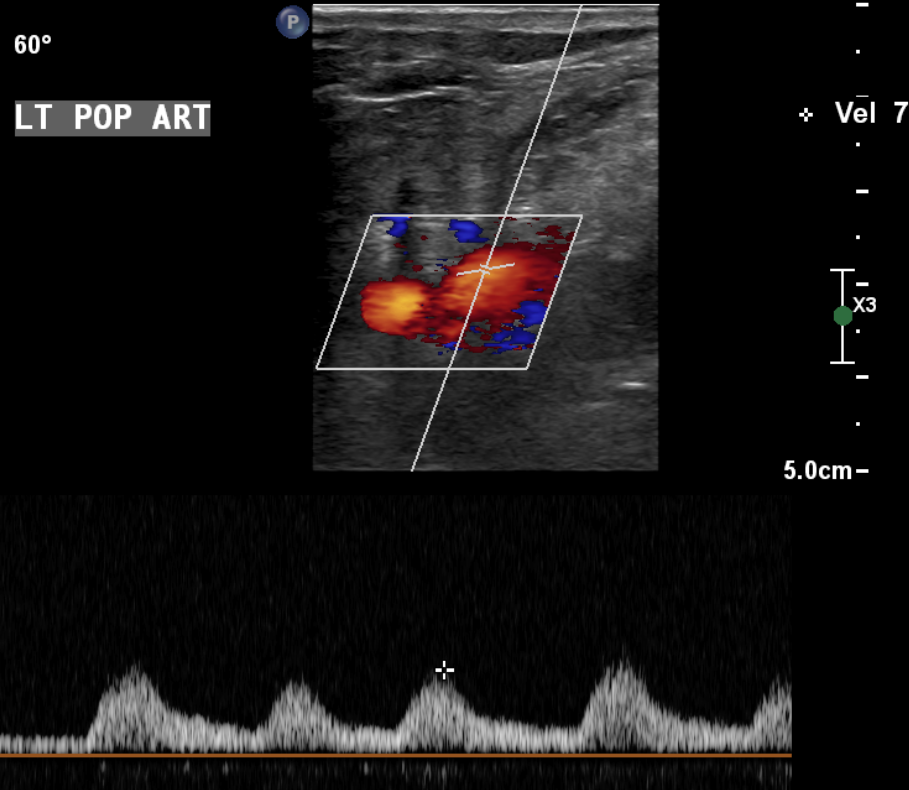 P
60°
LT POP ART
Vel 7
X3
5.0cm